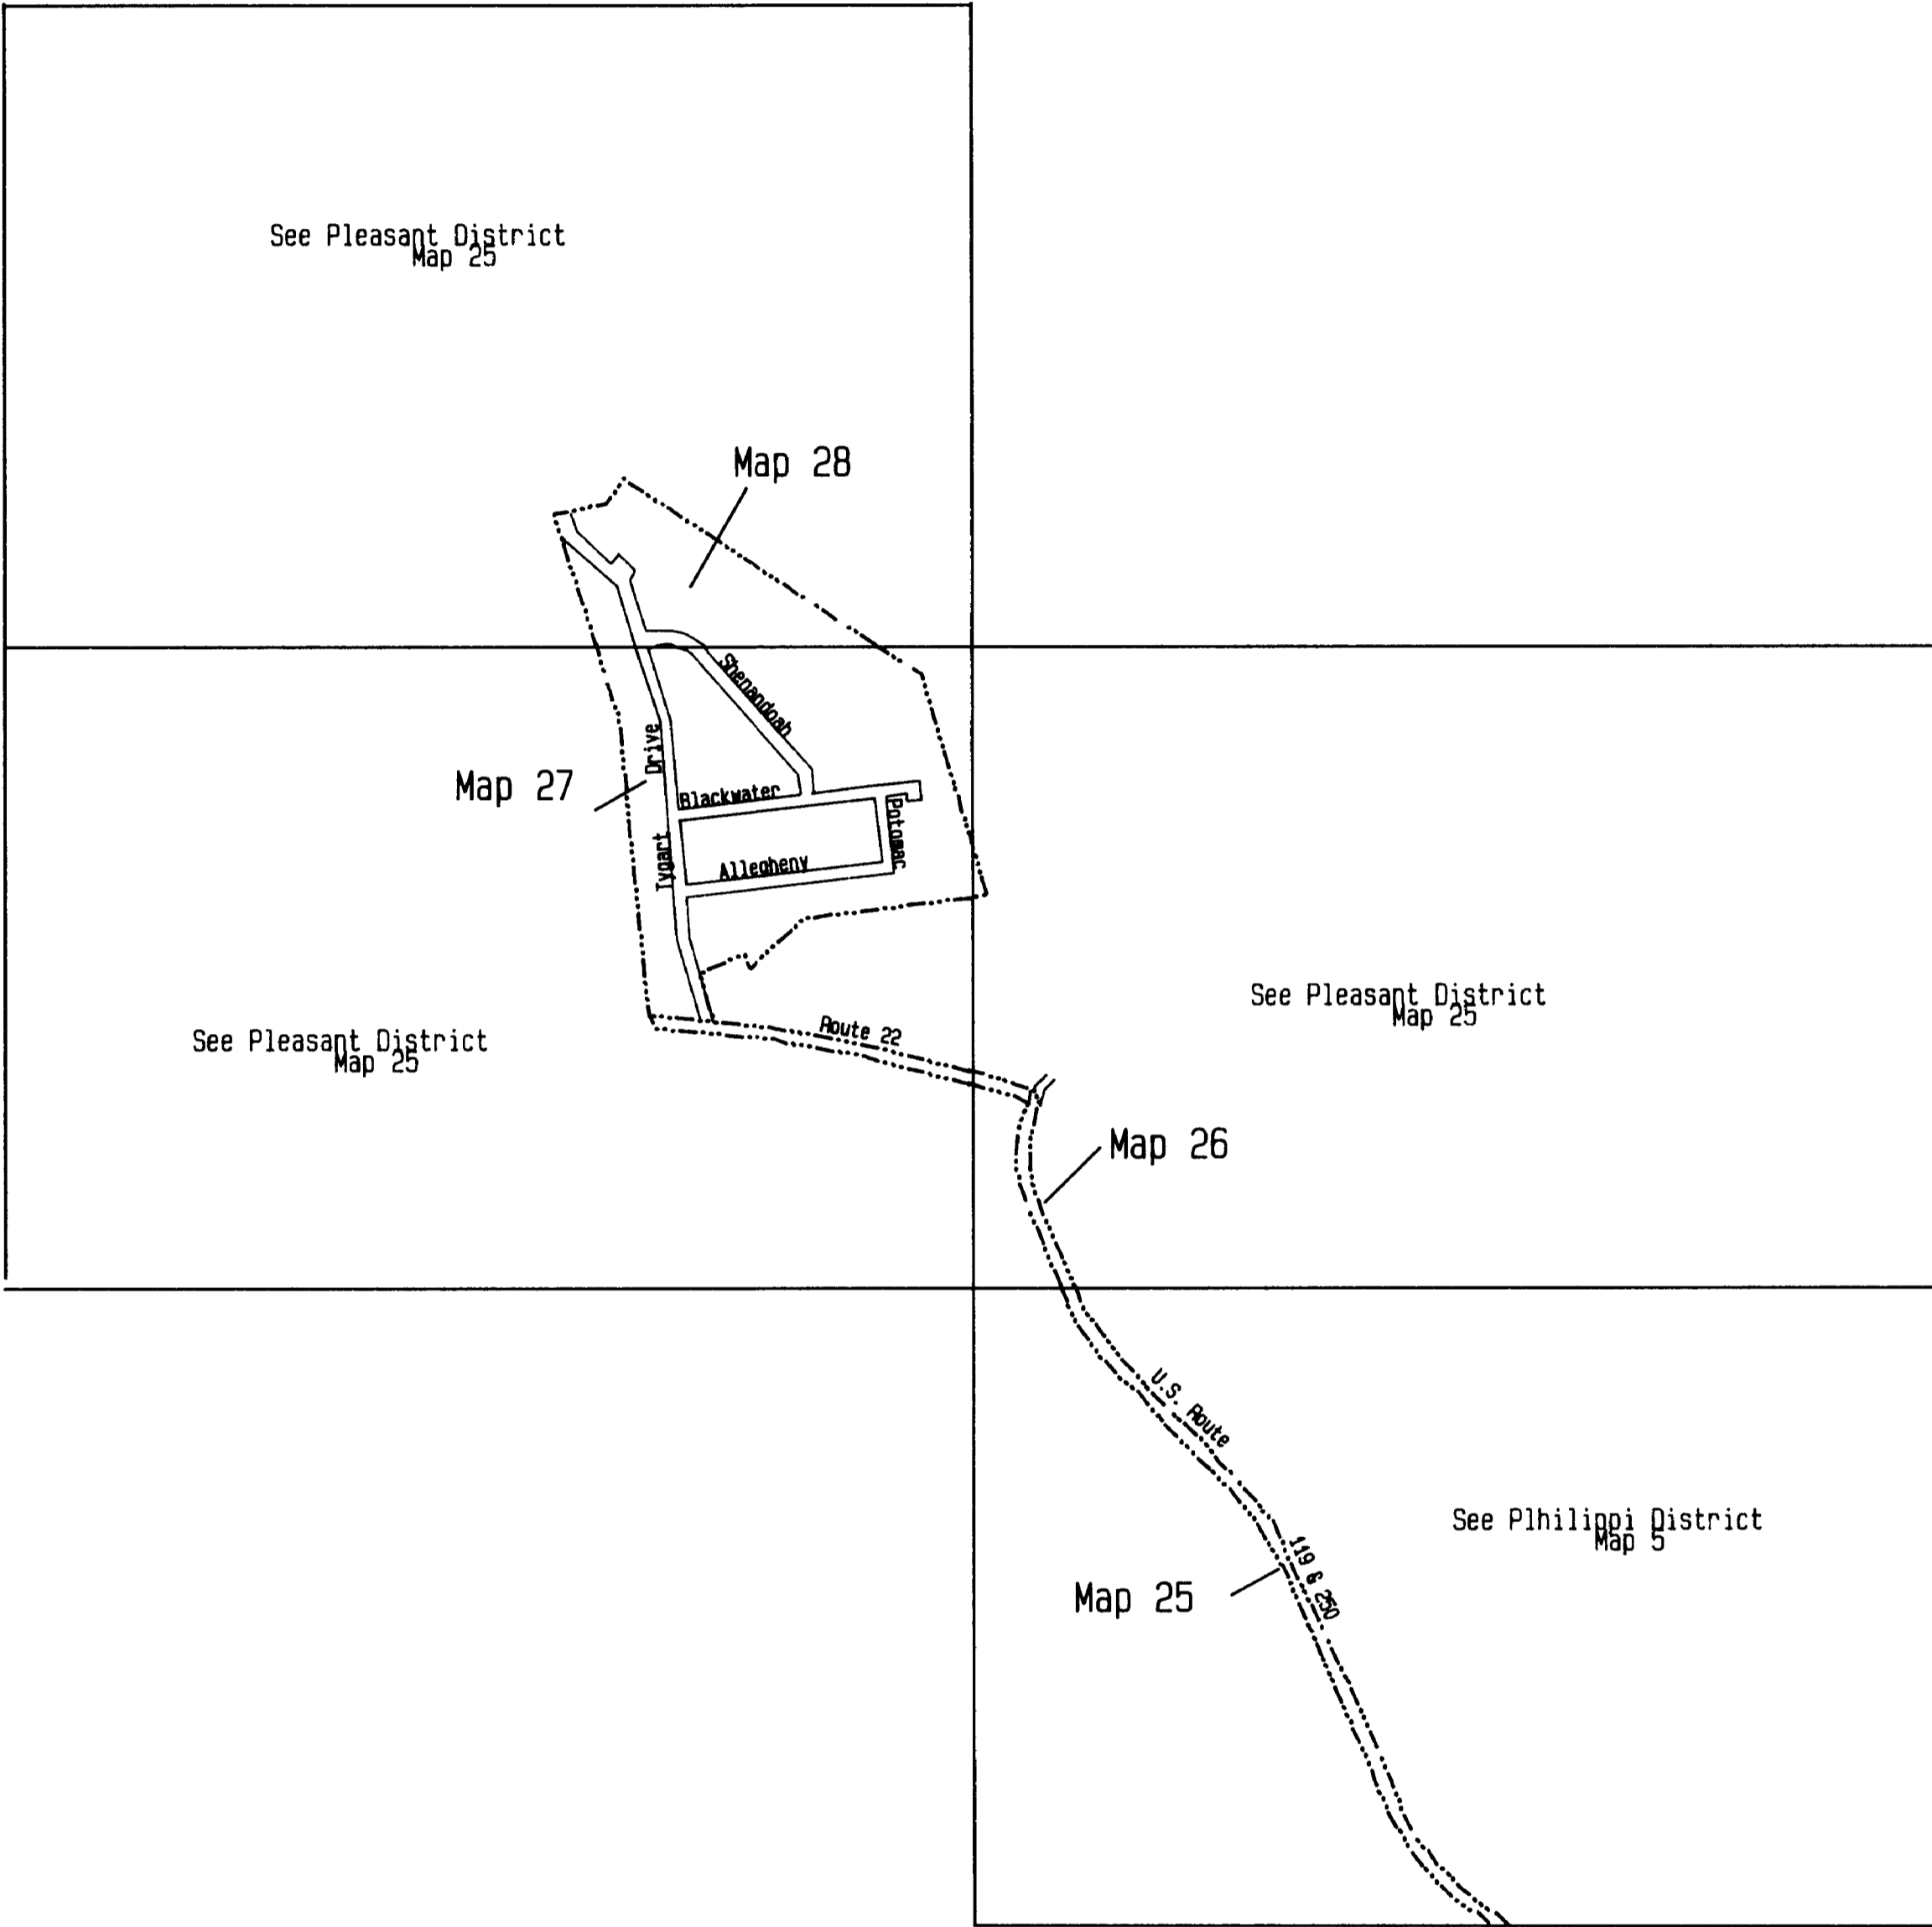 See Pleasant District
Map 25
Map 28
Shenandoah
Drive
Map 27
Blackwater
Potomac
Tygart
Allegheny
See Pleasant District
Map 25
Route 22
See Pleasant District
Map 25
Map 26
U.S. Route
119 & 250
See Plhilippi District
Map 5
Map 25